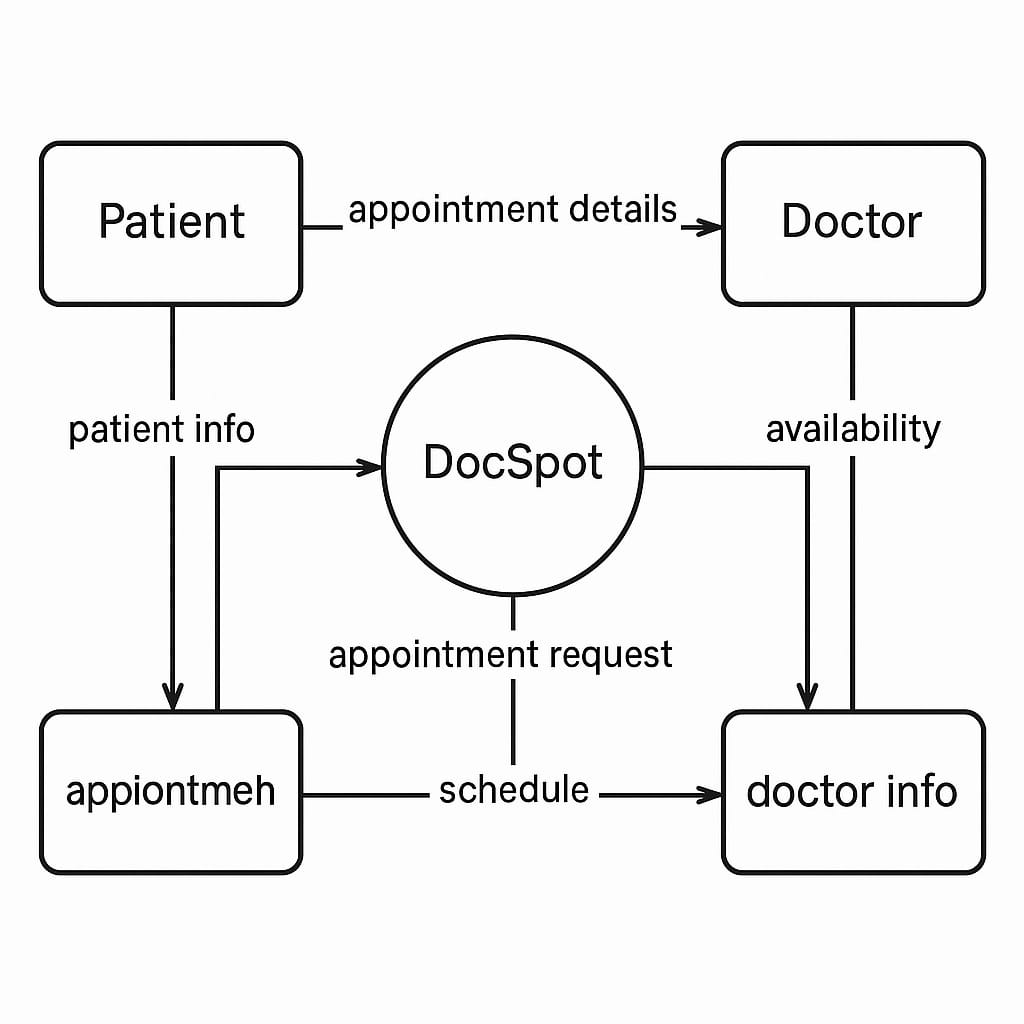 Patient
appointment details
Doctor
patient info
DocSpot
availability
appointment request
appiontmeh
schedule
doctor info